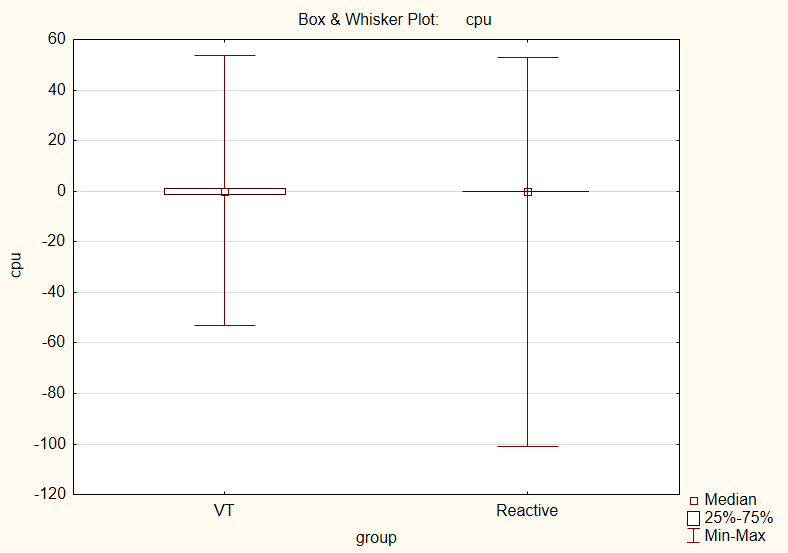 Box & Whisker Plot: cpu
60
40
20
0
-20
-40
-60
-80
-100
-120
cpu
VT Reactive
group
Median
25%-75%
Min-Max